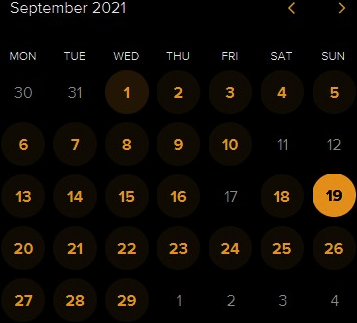 September 2021
MON TUE WED THU FRI SAT SUN
30 31 1 2 3 4 5
6 7 8 9 10 11 12
13 14 15 16 17 18 19
20 21 22 23 24 25 26
27 28 29 1 2 3 4